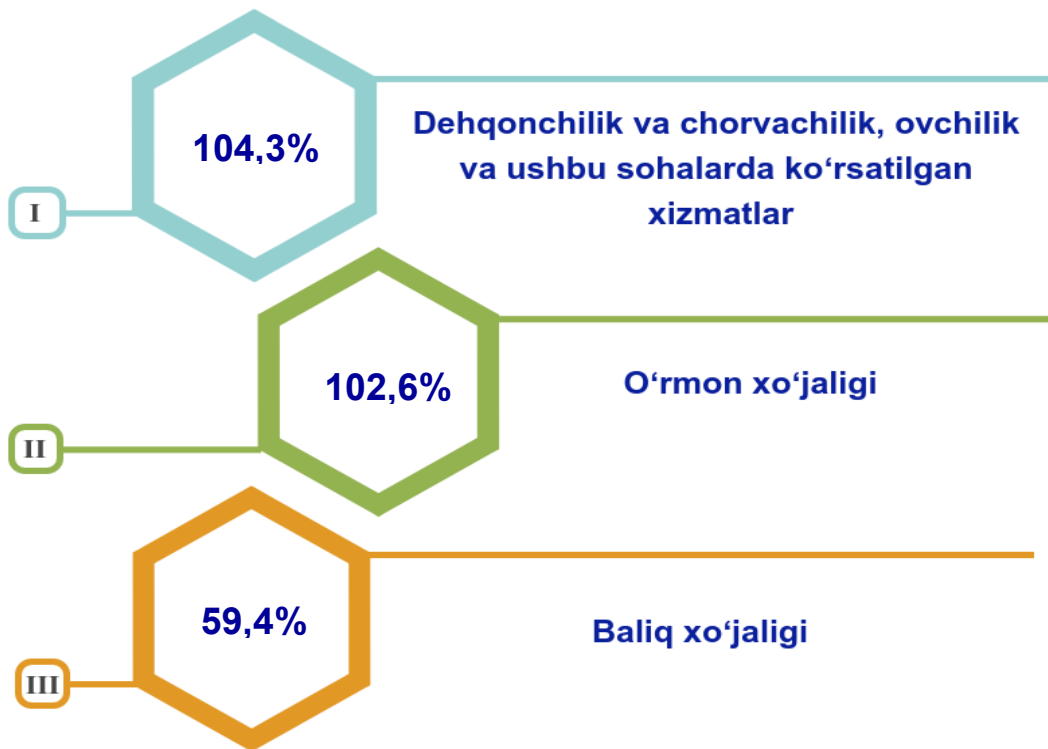 104,3%
Dehqonchilik va chorvachilik, ovchilik
va ushbu sohalarda ko‘rsatilgan
xizmatlar
I
102,6%
O‘rmon xo‘jaligi
II
59,4%
Baliq xo‘jaligi
III